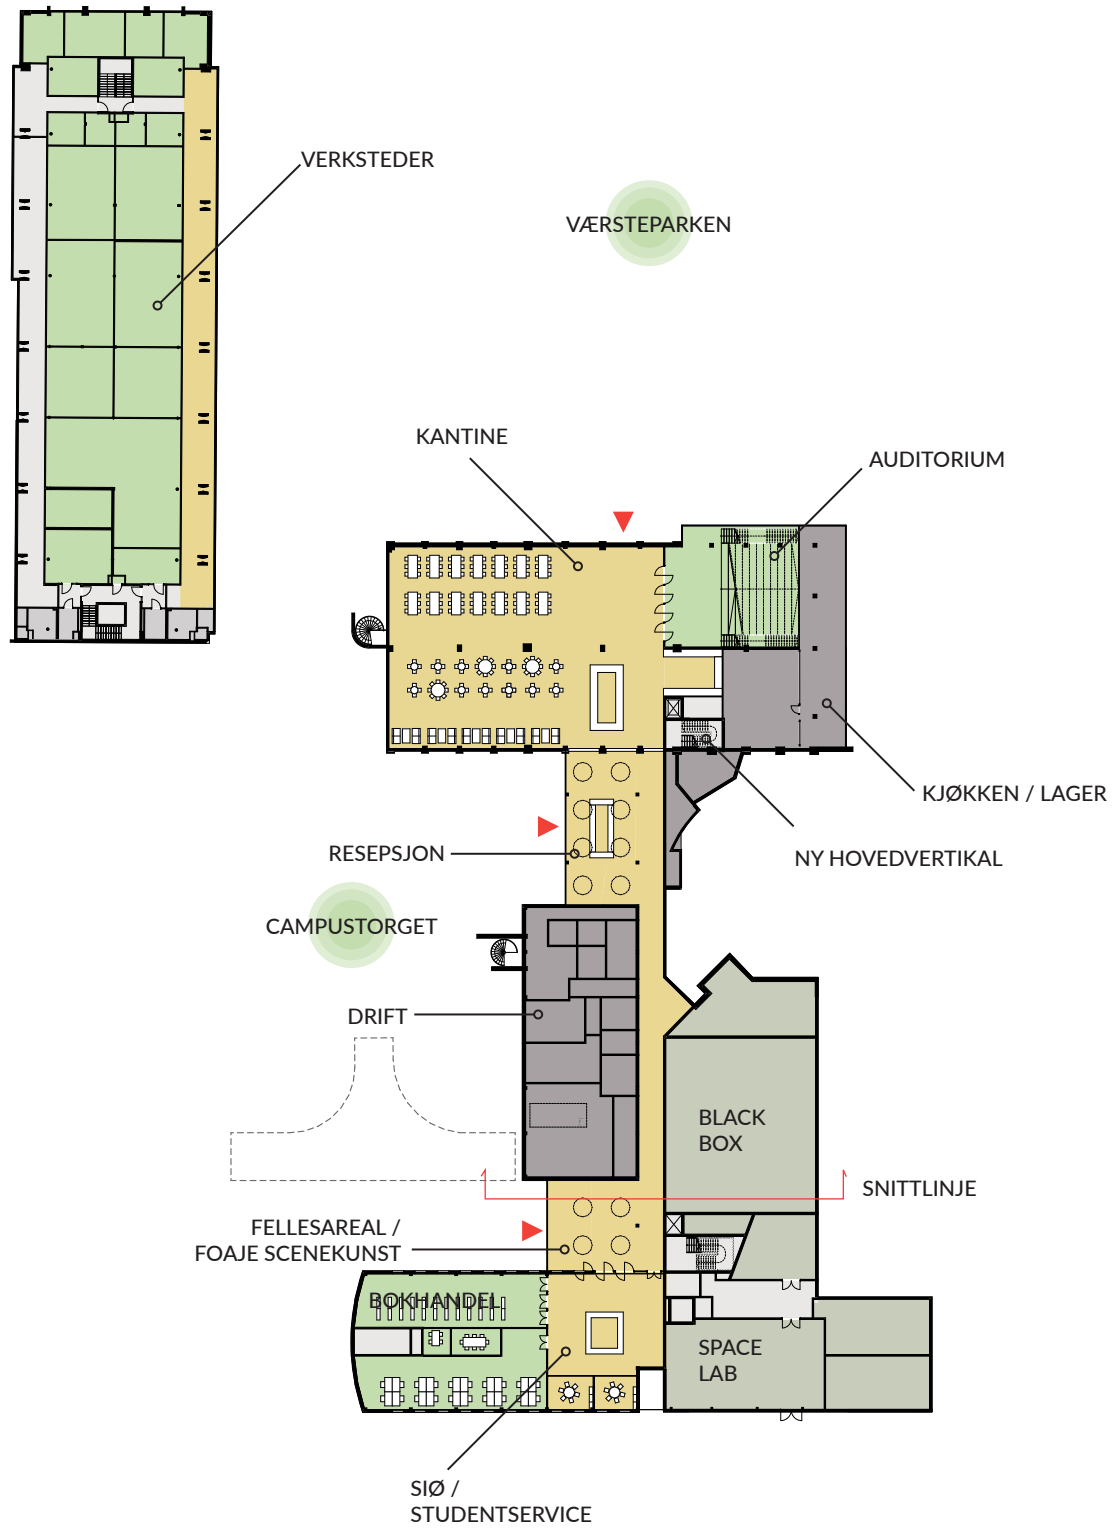 VERKSTEDER
VÆRSTEPARKEN
KANTINE
AUDITORIUM
KJØKKEN / LAGER
RESEPSJON
NY HOVEDVERTIKAL
CAMPUSTORGET
DRIFT
BLACK
BOX
SNITTLINJE
FELLESAREAL /
FOAJE SCENEKUNST
BOKHANDEL
SPACE
LAB
SIØ /
STUDENTSERVICE